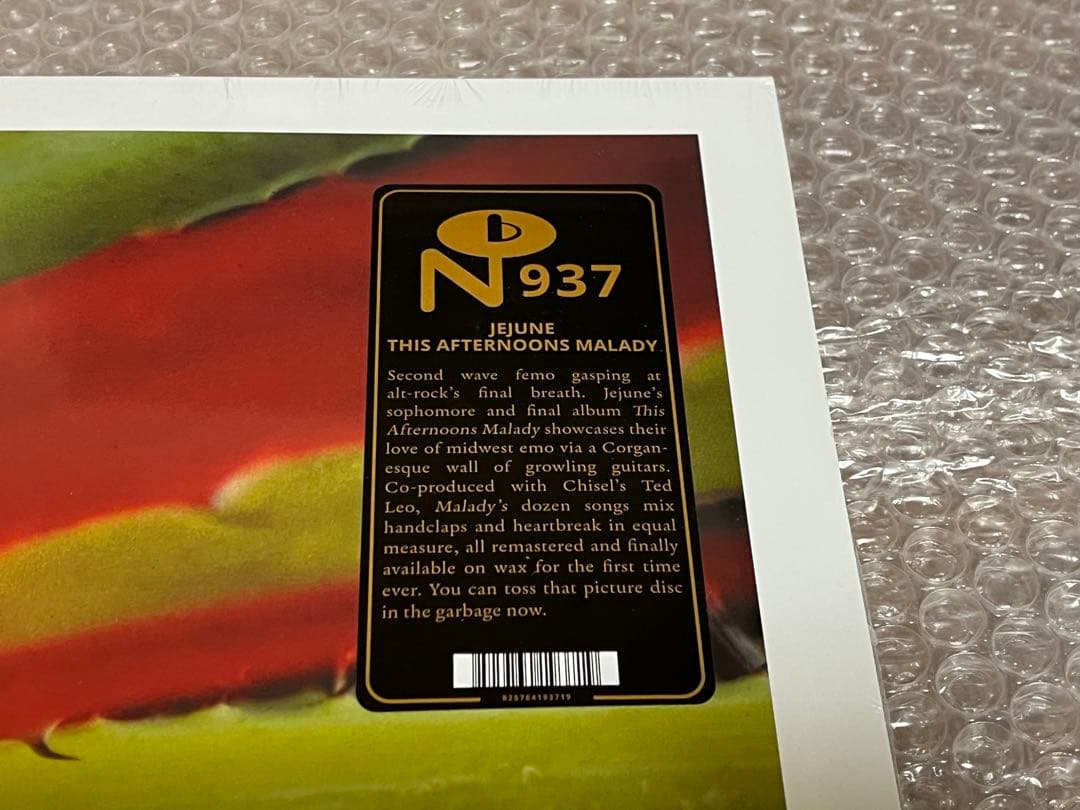 N b 937
JEJUNE
THIS AFTERNOONS MALADY
Second wave femo gasping at
alt-rock's final breath. Jejune's
sophomore and final album This
Afternoons Malady showcases their
love of midwest emo via a Corgan-
esque wall of growling guitars.
Co-produced with Chisel's Ted
Leo, Malady's dozen songs mix
handclaps and heartbreak in equal
measure, all remastered and finally
available on wax for the first time
ever. You can toss that picture disc
in the garbage now.
825764193719